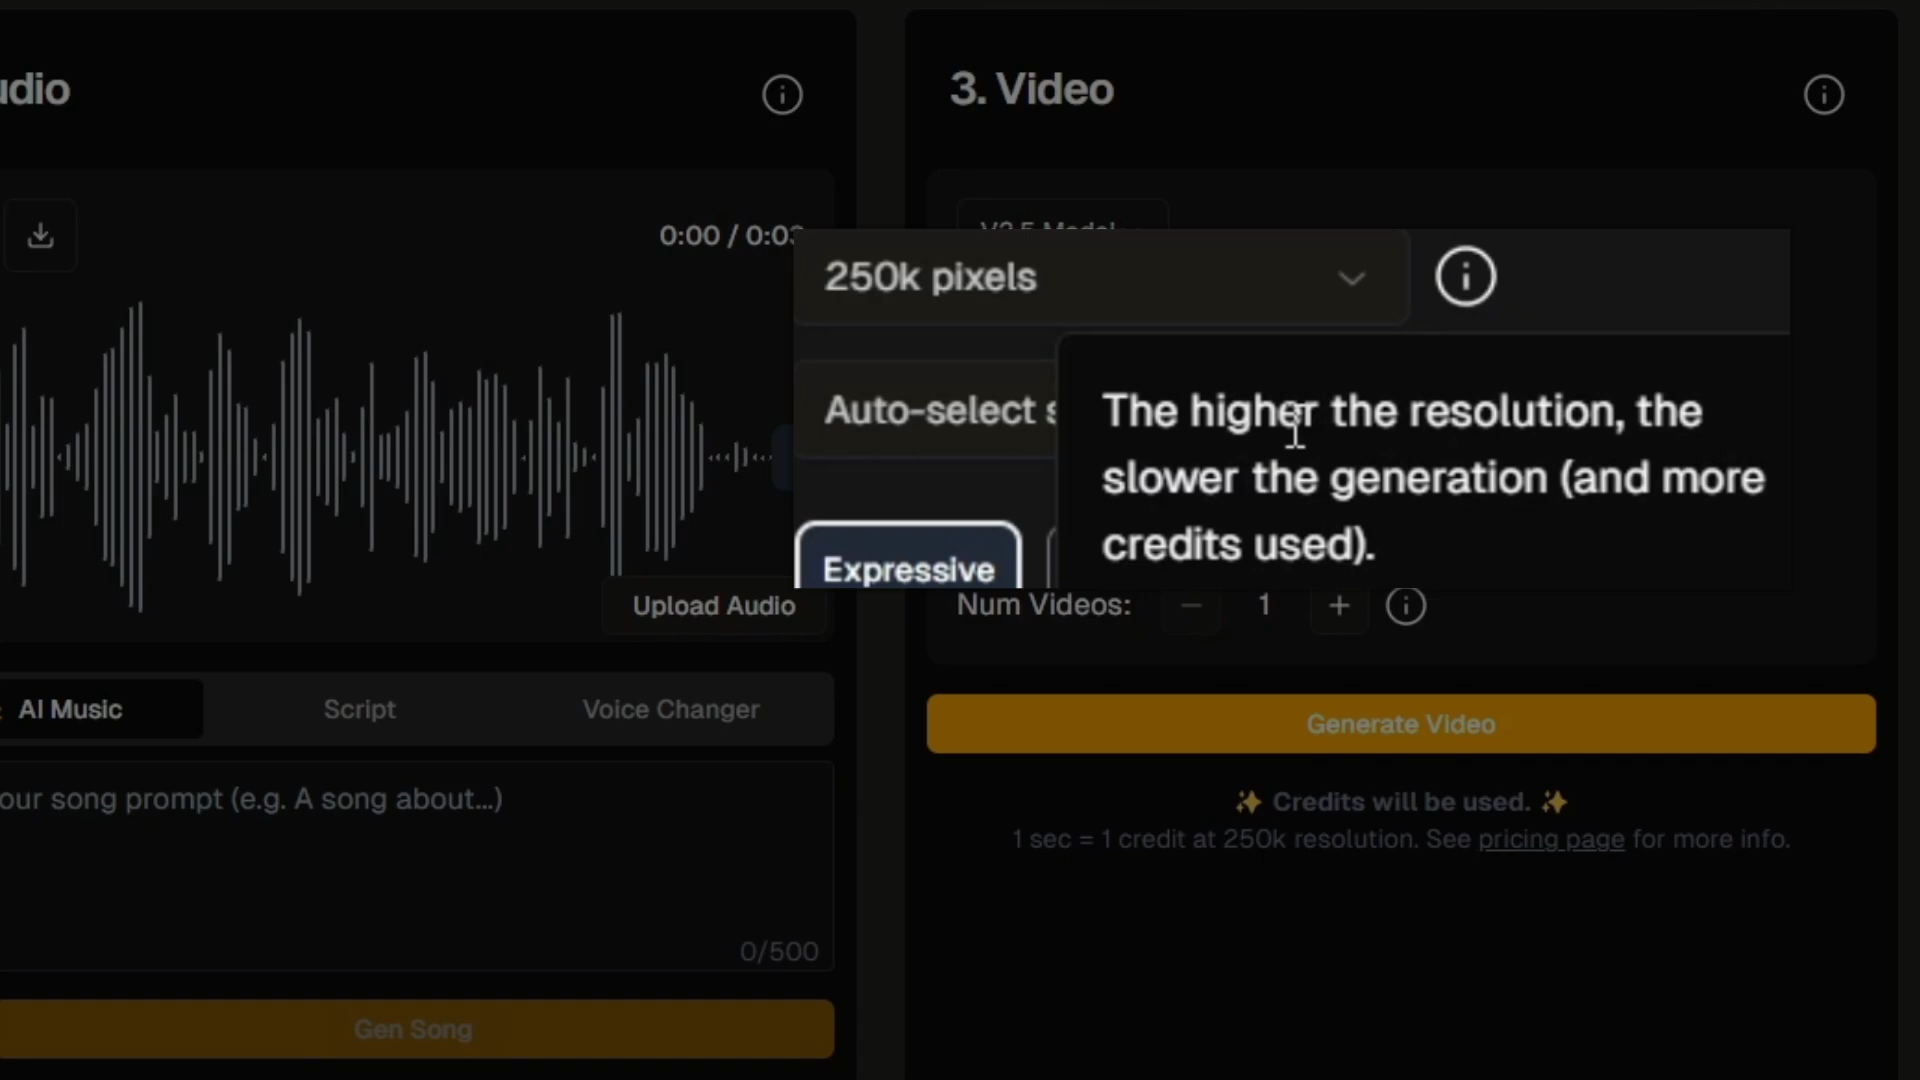 udio
0:00 / 0:03
Upload Audio
AI Music
Script
Voice Changer
our song prompt (e.g. A song about...)
0/500
Gen Song
3. Video
250k pixels
Auto-select s
The higher the resolution, the
slower the generation (and more
credits used).
Expressive
Num Videos:
1
Generate Video
✨ Credits will be used. ✨
1 sec = 1 credit at 250k resolution. See pricing page for more info.